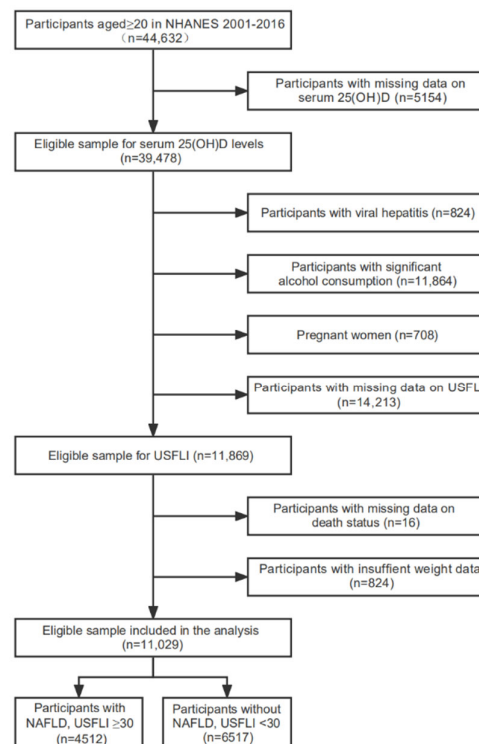 Participants aged≥20 in NHANES 2001-2016
（n=44,632）
Participants with missing data on
serum 25(OH)D (n=5154)
Eligible sample for serum 25(OH)D levels
(n=39,478)
Participants with viral hepatitis (n=824)
Participants with significant
alcohol consumption (n=11,864)
Pregnant women (n=708)
Participants with missing data on USFL
(n=14,213)
Eligible sample for USFLI (n=11,869)
Participants with missing data on
death status (n=16)
Participants with insuffient weight data
(n=824)
Eligible sample included in the analysis
(n=11,029)
Participants with
NAFLD, USFLI ≥30
(n=4512)
Participants without
NAFLD, USFLI <30
(n=6517)